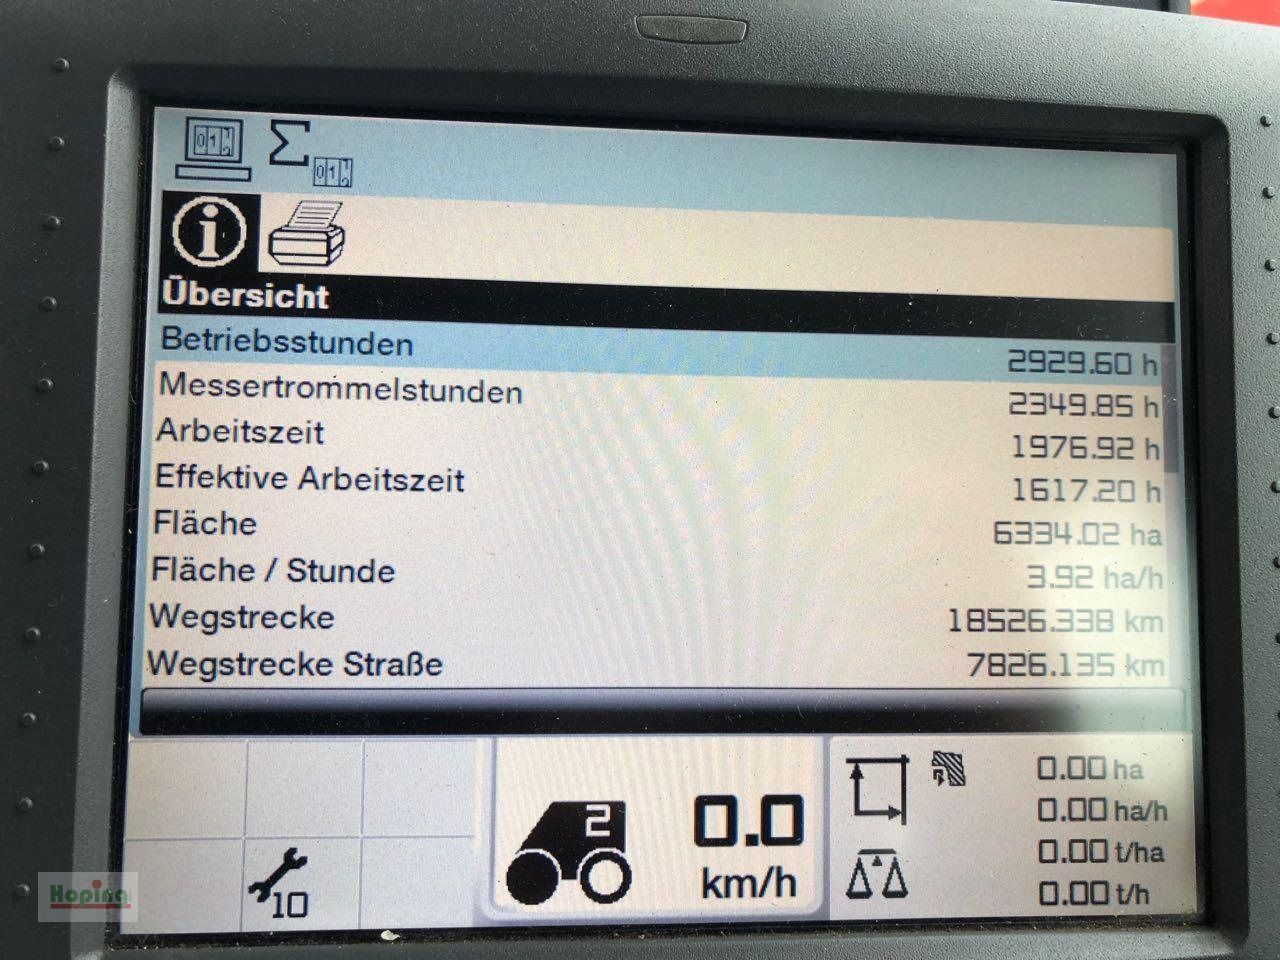 Übersicht
Betriebsstunden 2929.60 h
Messertrommelstunden 2349.85 h
Arbeitszeit 1976.92 h
Effektive Arbeitszeit 1617.20 h
Fläche 6334.02 ha
Fläche / Stunde 3.92 ha/h
Wegstrecke 18526.338 km
Wegstrecke Straße 7826.135 km
2
0.0
km/h
10
0.00 ha
0.00 ha/h
0.00 t/ha
0.00 t/h
Hoping